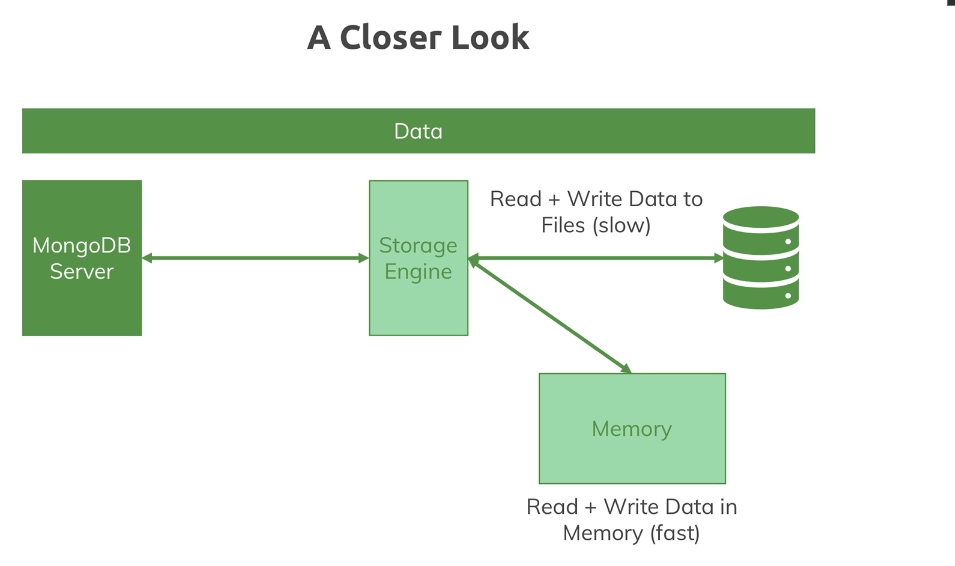 A Closer Look
Data
MongoDB
Server
Storage
Engine
Read + Write Data to
Files (slow)
Memory
Read + Write Data in
Memory (fast)